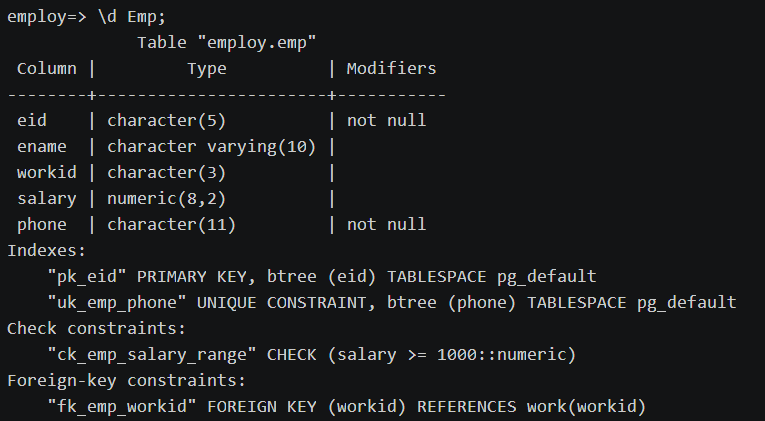 employ=> \d Emp;
             Table "employ.emp"
 Column |         Type          | Modifiers
--------+-----------------------+-----------
 eid    | character(5)          | not null
 ename  | character varying(10) |
 workid | character(3)          |
 salary | numeric(8,2)          |
 phone  | character(11)         | not null
Indexes:
    "pk_eid" PRIMARY KEY, btree (eid) TABLESPACE pg_default
    "uk_emp_phone" UNIQUE CONSTRAINT, btree (phone) TABLESPACE pg_default
Check constraints:
    "ck_emp_salary_range" CHECK (salary >= 1000::numeric)
Foreign-key constraints:
    "fk_emp_workid" FOREIGN KEY (workid) REFERENCES work(workid)